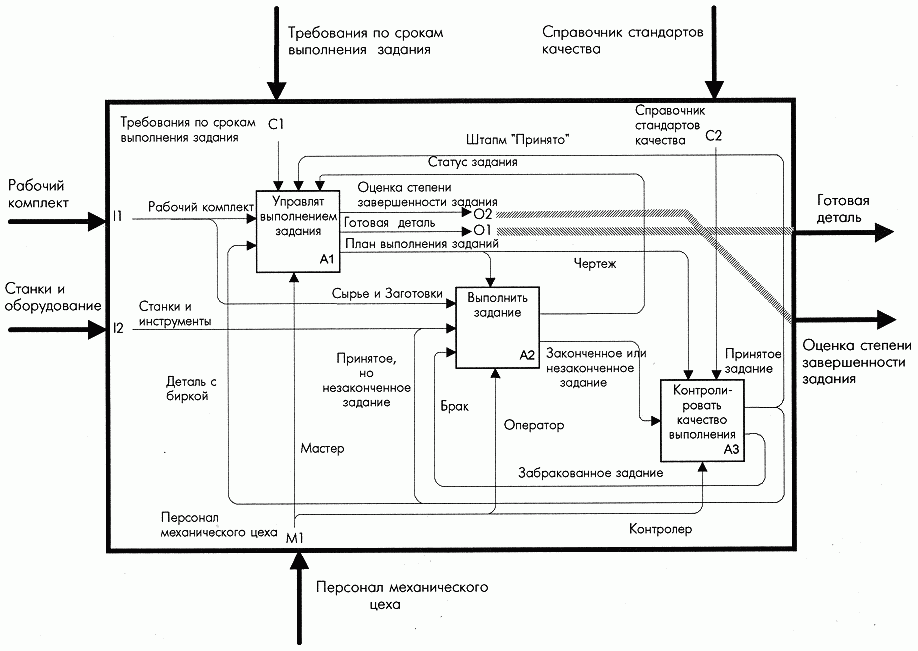 Требования по срокам
выполнения задания
Справочник стандартов
качества
Требования по срокам
выполнения задания
C1
Справочник
стандартов
качества
C2
Штапм "Принято"
Статус задания
Рабочий
комплект
I1
Рабочий комплект
Управлят
выполнением
задания
A1
Оценка степени
завершенности задания
O2
Готовая деталь
O1
План выполнения заданий
Готовая
деталь
Чертеж
Станки и
оборудование
I2
Станки и
инструменты
Сырье и Заготовки
Выполнить
задание
A2
Оценка степени
завершенности
задания
Деталь с
биркой
Принятое,
но
незаконченное
задание
Законченное или
незаконченное
задание
Принятое
задание
Брак
Оператор
Контроли-
ровать
качество
выполнения
A3
Мастер
Забракованное задание
Персонал
механического цеха
M1
Контролер
Персонал механического
цеха